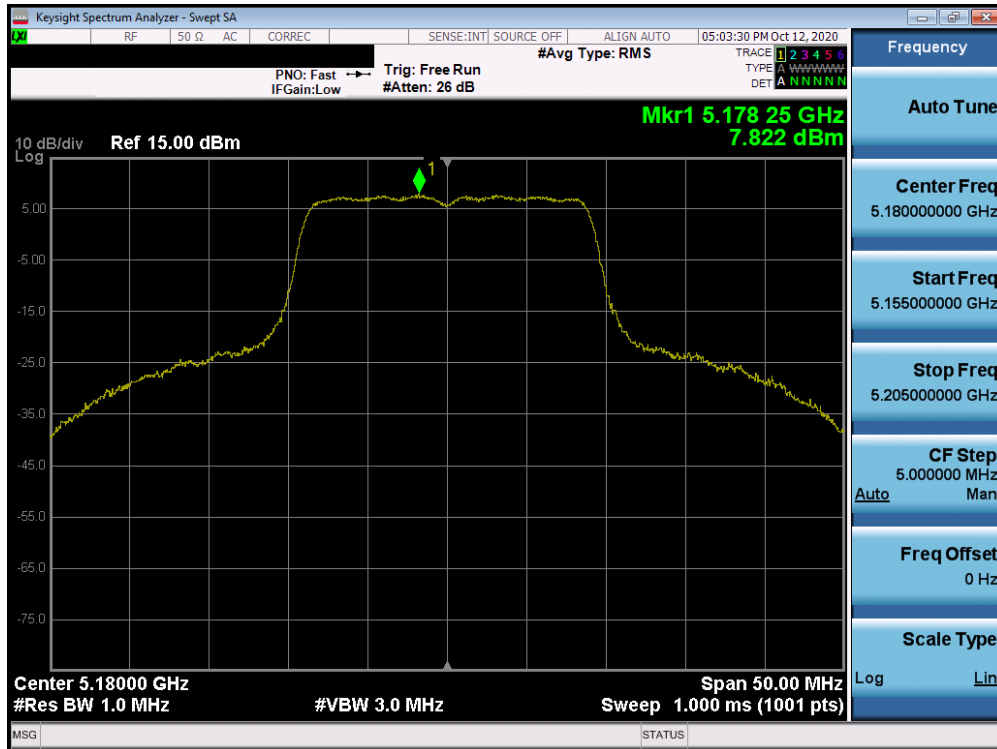 Keysight Spectrum Analyzer - Swept SA
LXI RF 50 Ω AC CORREC SENSE:INT SOURCE OFF ALIGN AUTO 05:03:30 PM Oct 12, 2020
#Avg Type: RMS TRACE 1 2 3 4 5 6
PNO: Fast Trig: Free Run TYPE A WWWWW
IFGain:Low #Atten: 26 dB DET A N N N N N
Mkr1 5.178 25 GHz
7.822 dBm
10 dB/div Ref 15.00 dBm
Log
1
5.00
-5.00
-15.0
-25.0
-35.0
-45.0
-55.0
-65.0
-75.0
Center 5.18000 GHz Span 50.00 MHz
#Res BW 1.0 MHz #VBW 3.0 MHz Sweep 1.000 ms (1001 pts)
MSG STATUS
Frequency
Auto Tune
Center Freq
5.180000000 GHz
Start Freq
5.155000000 GHz
Stop Freq
5.205000000 GHz
CF Step
5.000000 MHz
Auto Man
Freq Offset
0 Hz
Scale Type
Log Lin